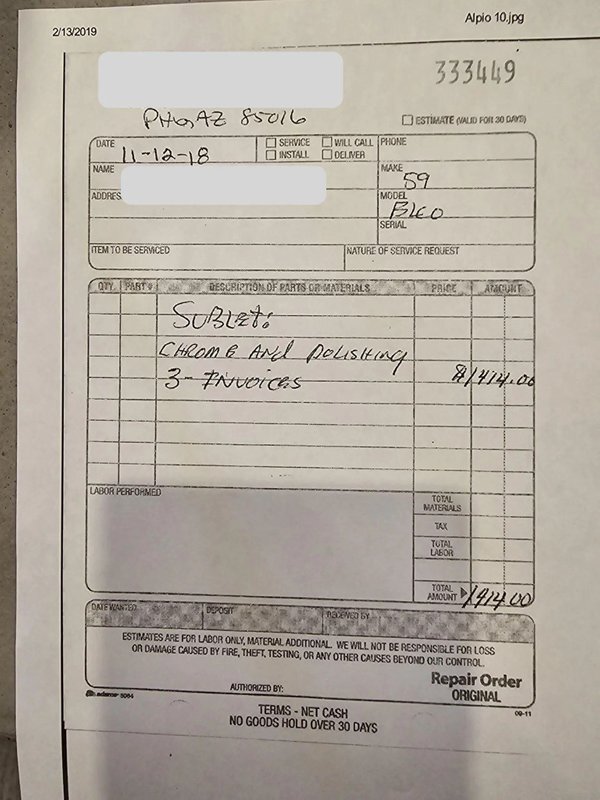 2/13/2019
Alpio 10.jpg
333449
PHO, AZ 85016
ESTIMATE (VALID FOR 30 DAYS)
DATE 11-12-18
SERVICE WILL CALL
INSTALL DELIVER
PHONE
NAME
MAKE 59
ADDRES
MODEL
SERIAL
ITEM TO BE SERVICED NATURE OF SERVICE REQUEST
QTY. PART # DESCRIPTION OF PARTS OR MATERIALS PRICE AMOUNT
SUBLET:
CHROME AND POLISHING
3- INVOICES $1414.00
LABOR PERFORMED
TOTAL
MATERIALS
TAX
TOTAL
LABOR
TOTAL
AMOUNT 1414.00
DATE WANTED DEPOSIT RECEIVED BY
ESTIMATES ARE FOR LABOR ONLY, MATERIAL ADDITIONAL. WE WILL NOT BE RESPONSIBLE FOR LOSS
OR DAMAGE CAUSED BY FIRE, THEFT, TESTING, OR ANY OTHER CAUSES BEYOND OUR CONTROL.
AUTHORIZED BY:
Repair Order
ORIGINAL
adams 5084
09-11
TERMS - NET CASH
NO GOODS HOLD OVER 30 DAYS